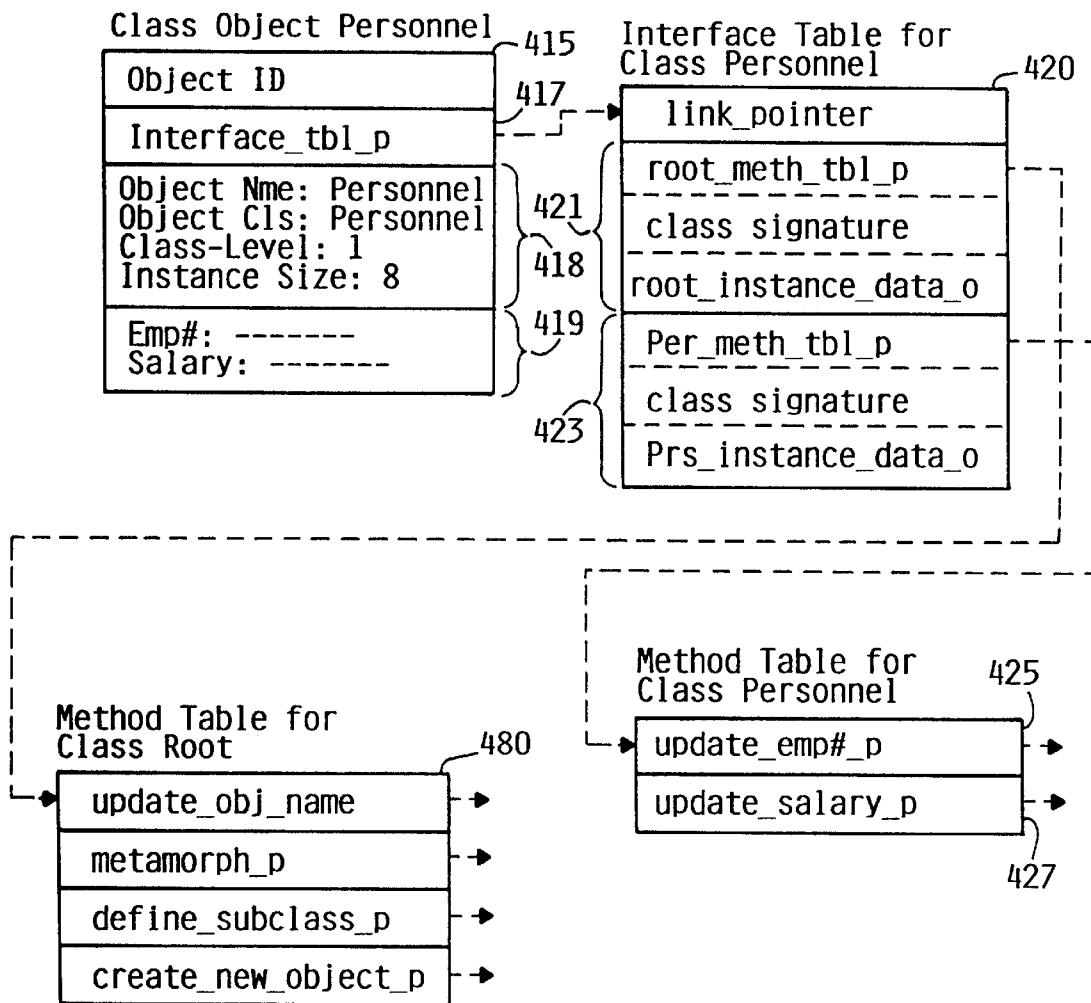 Class Object Personnel
415
Object ID
417
Interface_tbl_p
Object Nme: Personnel
Object Cls: Personnel
Class-Level: 1
Instance Size: 8
418
Emp#: -------
Salary: -------
419
Interface Table for
Class Personnel
420
link_pointer
421
root_meth_tbl_p
class signature
root_instance_data_o
423
Per_meth_tbl_p
class signature
Prs_instance_data_o
Method Table for
Class Root
480
update_obj_name
metamorph_p
define_subclass_p
create_new_object_p
Method Table for
Class Personnel
425
update_emp#_p
update_salary_p
427